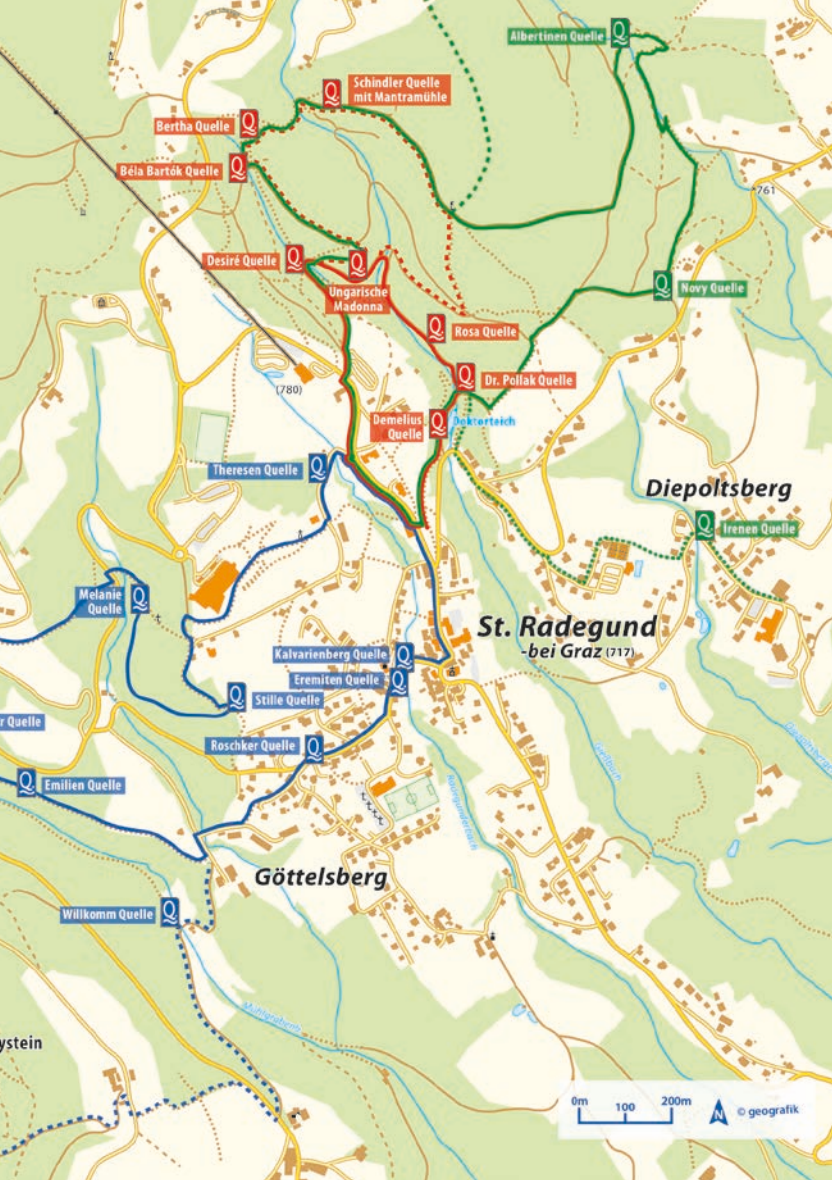 Albertinen Quelle
Schindler Quelle
mit Mantramühle
Bertha Quelle
Béla Bartók Quelle
761
Desiré Quelle
Ungarische
Madonna
Novy Quelle
Rosa Quelle
(780)
Dr. Pollak Quelle
Demelius
Quelle
Doktorteich
Theresen Quelle
Diepoltsberg
Irenen Quelle
Melanie
Quelle
St. Radegund
-bei Graz (717)
Kalvarienberg Quelle
Eremiten Quelle
Stille Quelle
r Quelle
Roschker Quelle
Emilien Quelle
Göttelsberg
Willkomm Quelle
ystein
0m
100
200m
N
© geografik